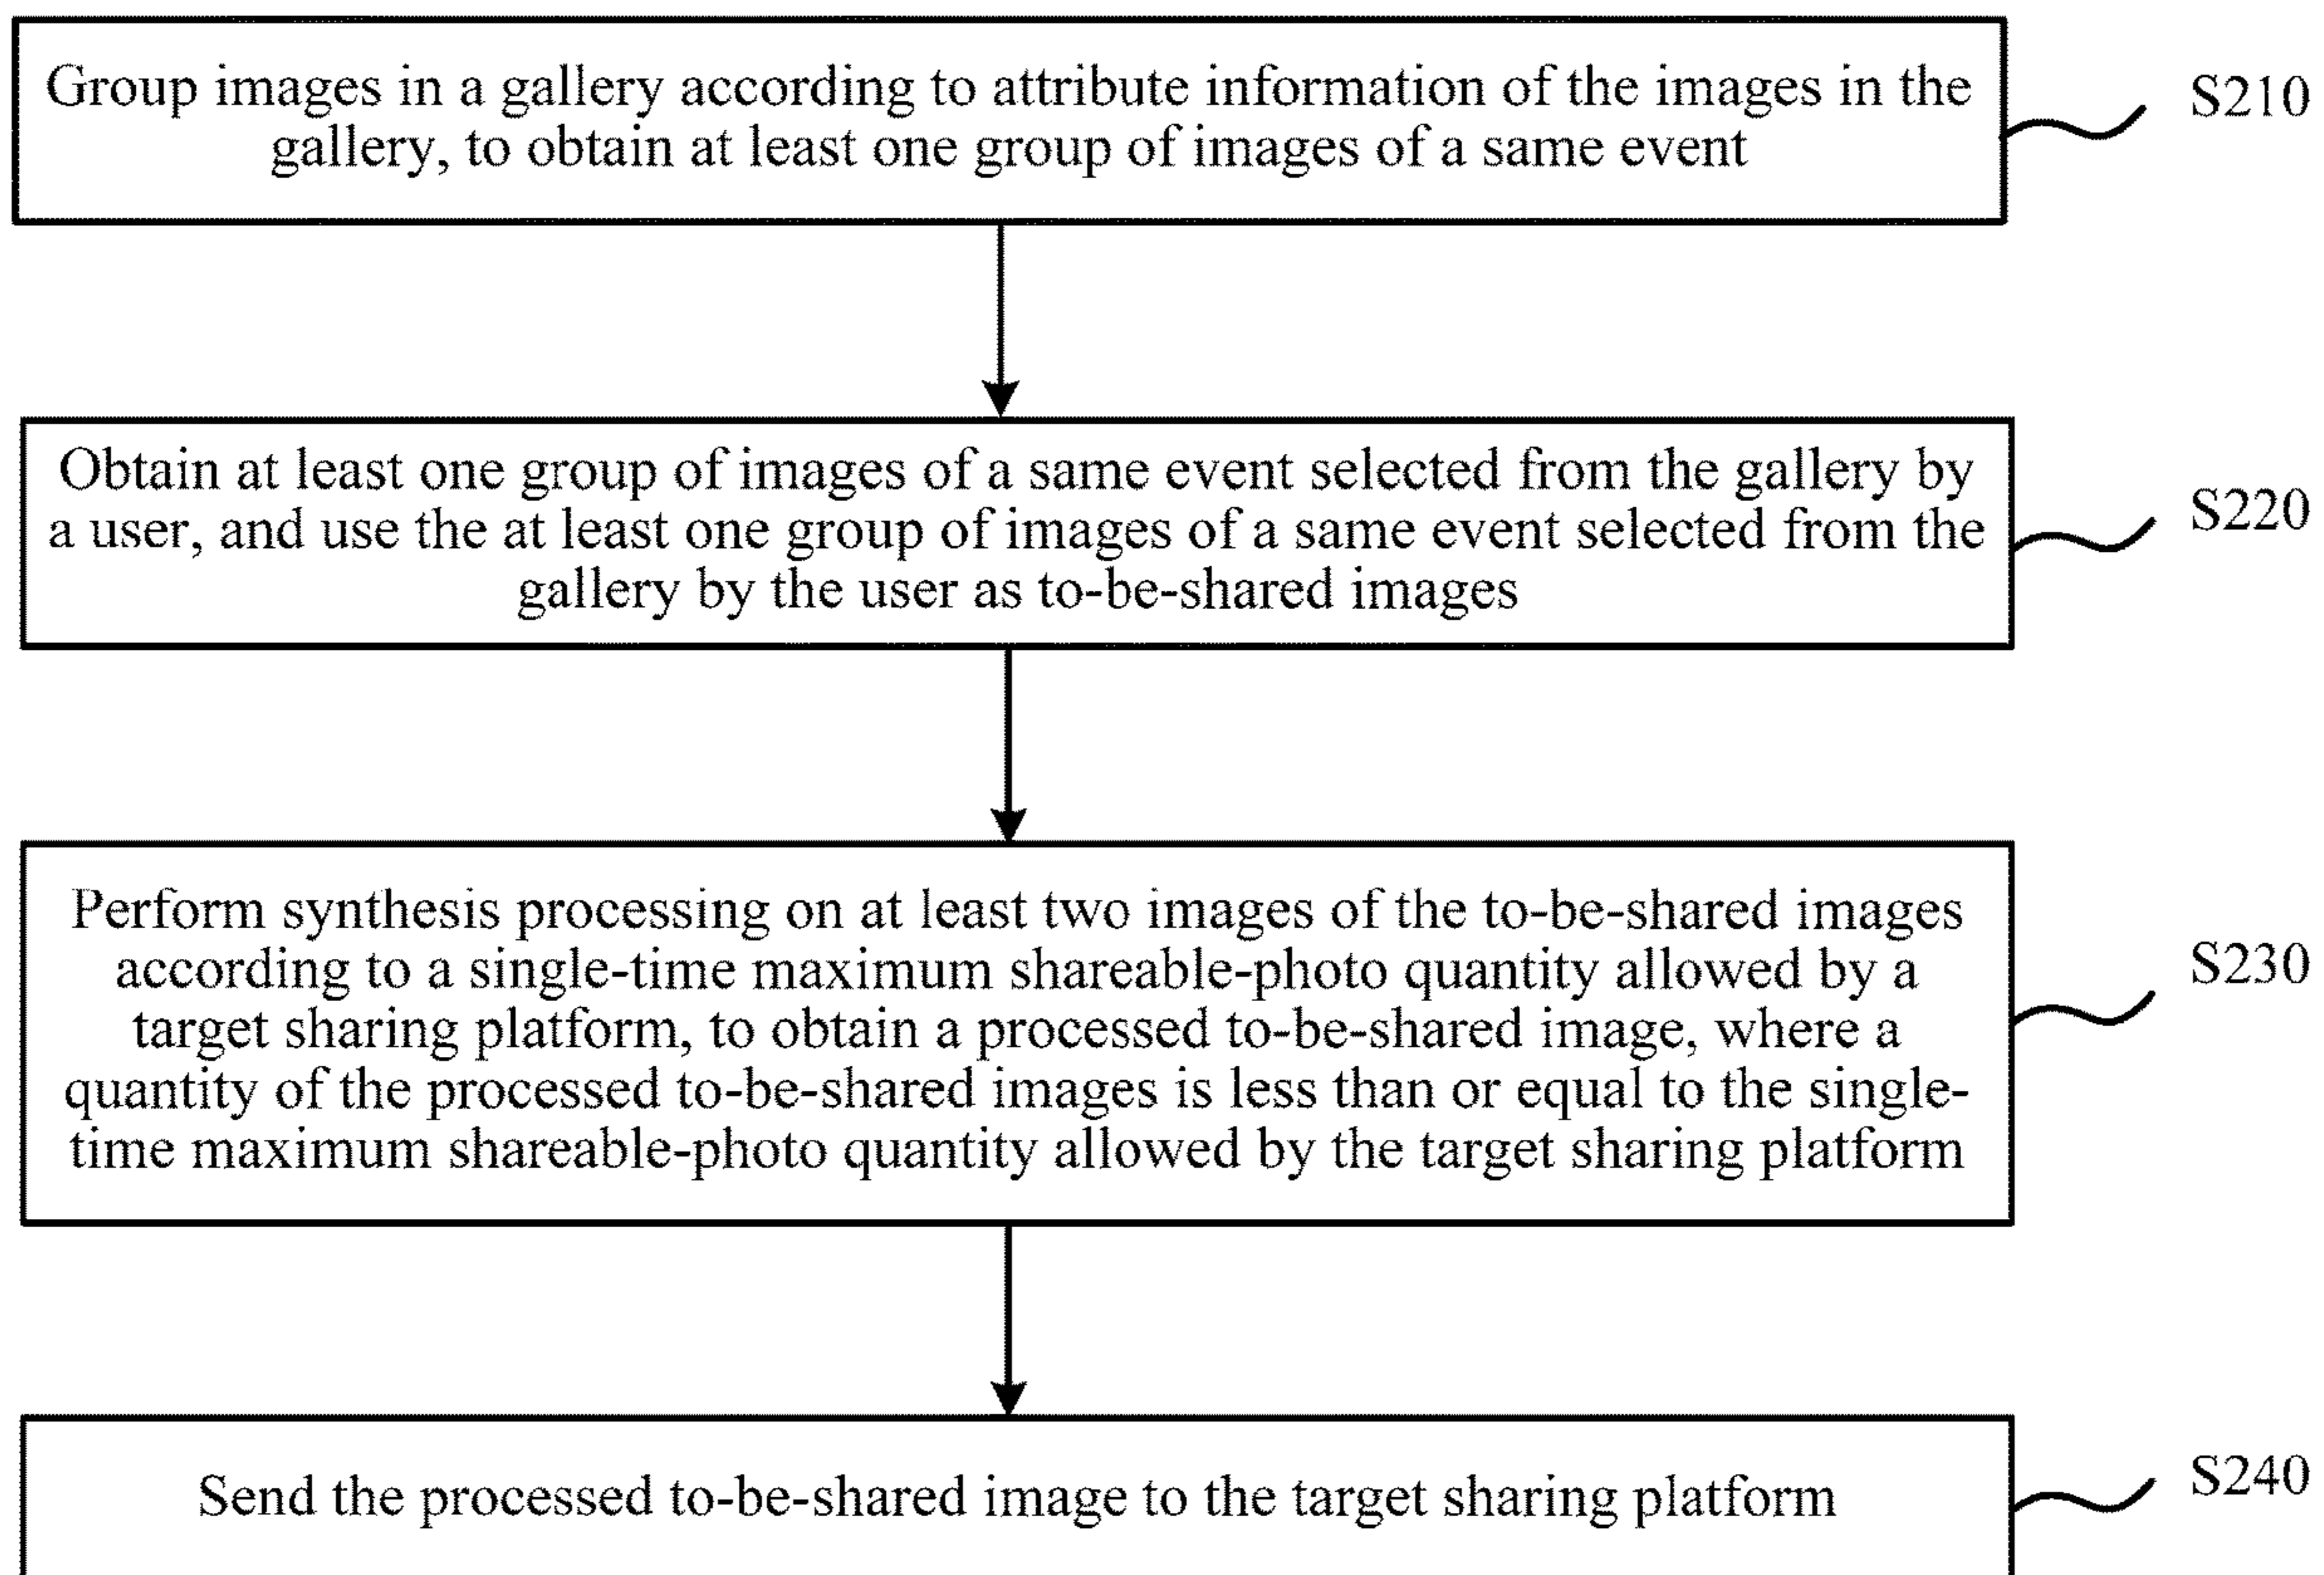 Group images in a gallery according to attribute information of the images in the
gallery, to obtain at least one group of images of a same event
S210
Obtain at least one group of images of a same event selected from the gallery by
a user, and use the at least one group of images of a same event selected from the
gallery by the user as to-be-shared images
S220
Perform synthesis processing on at least two images of the to-be-shared images
according to a single-time maximum shareable-photo quantity allowed by a
target sharing platform, to obtain a processed to-be-shared image, where a
quantity of the processed to-be-shared images is less than or equal to the single-
time maximum shareable-photo quantity allowed by the target sharing platform
S230
Send the processed to-be-shared image to the target sharing platform
S240